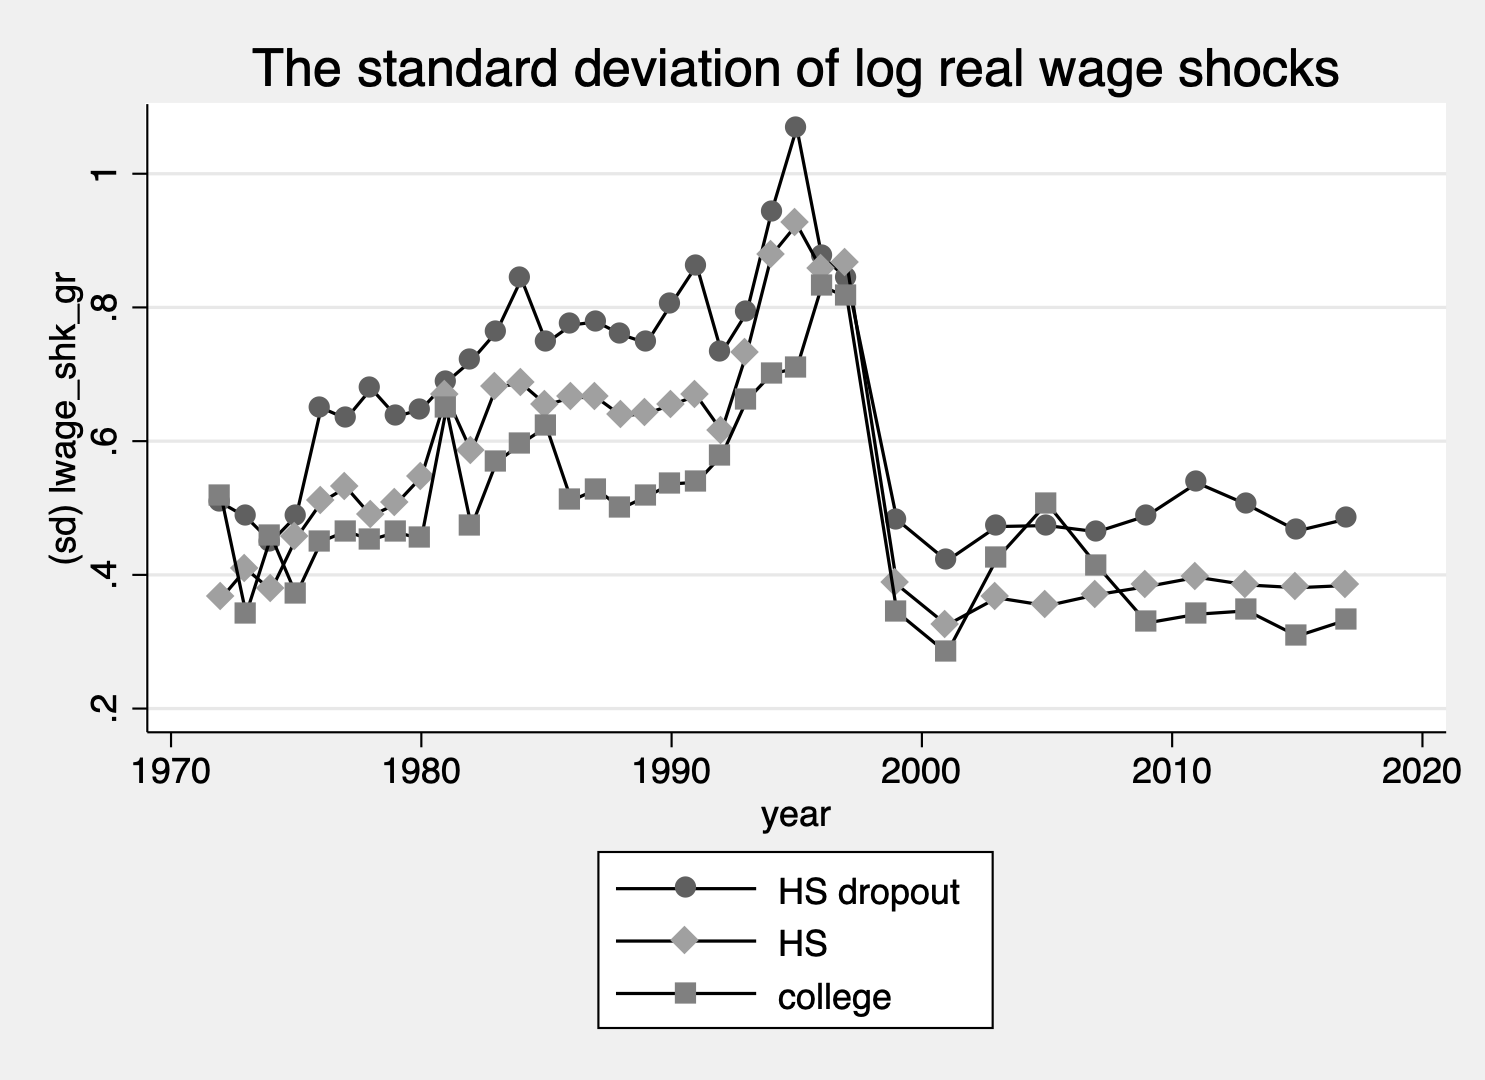 The standard deviation of log real wage shocks
(sd) lwage_shk_gr
1
.8
.6
.4
.2
1970 1980 1990 2000 2010 2020
year
HS dropout
HS
college